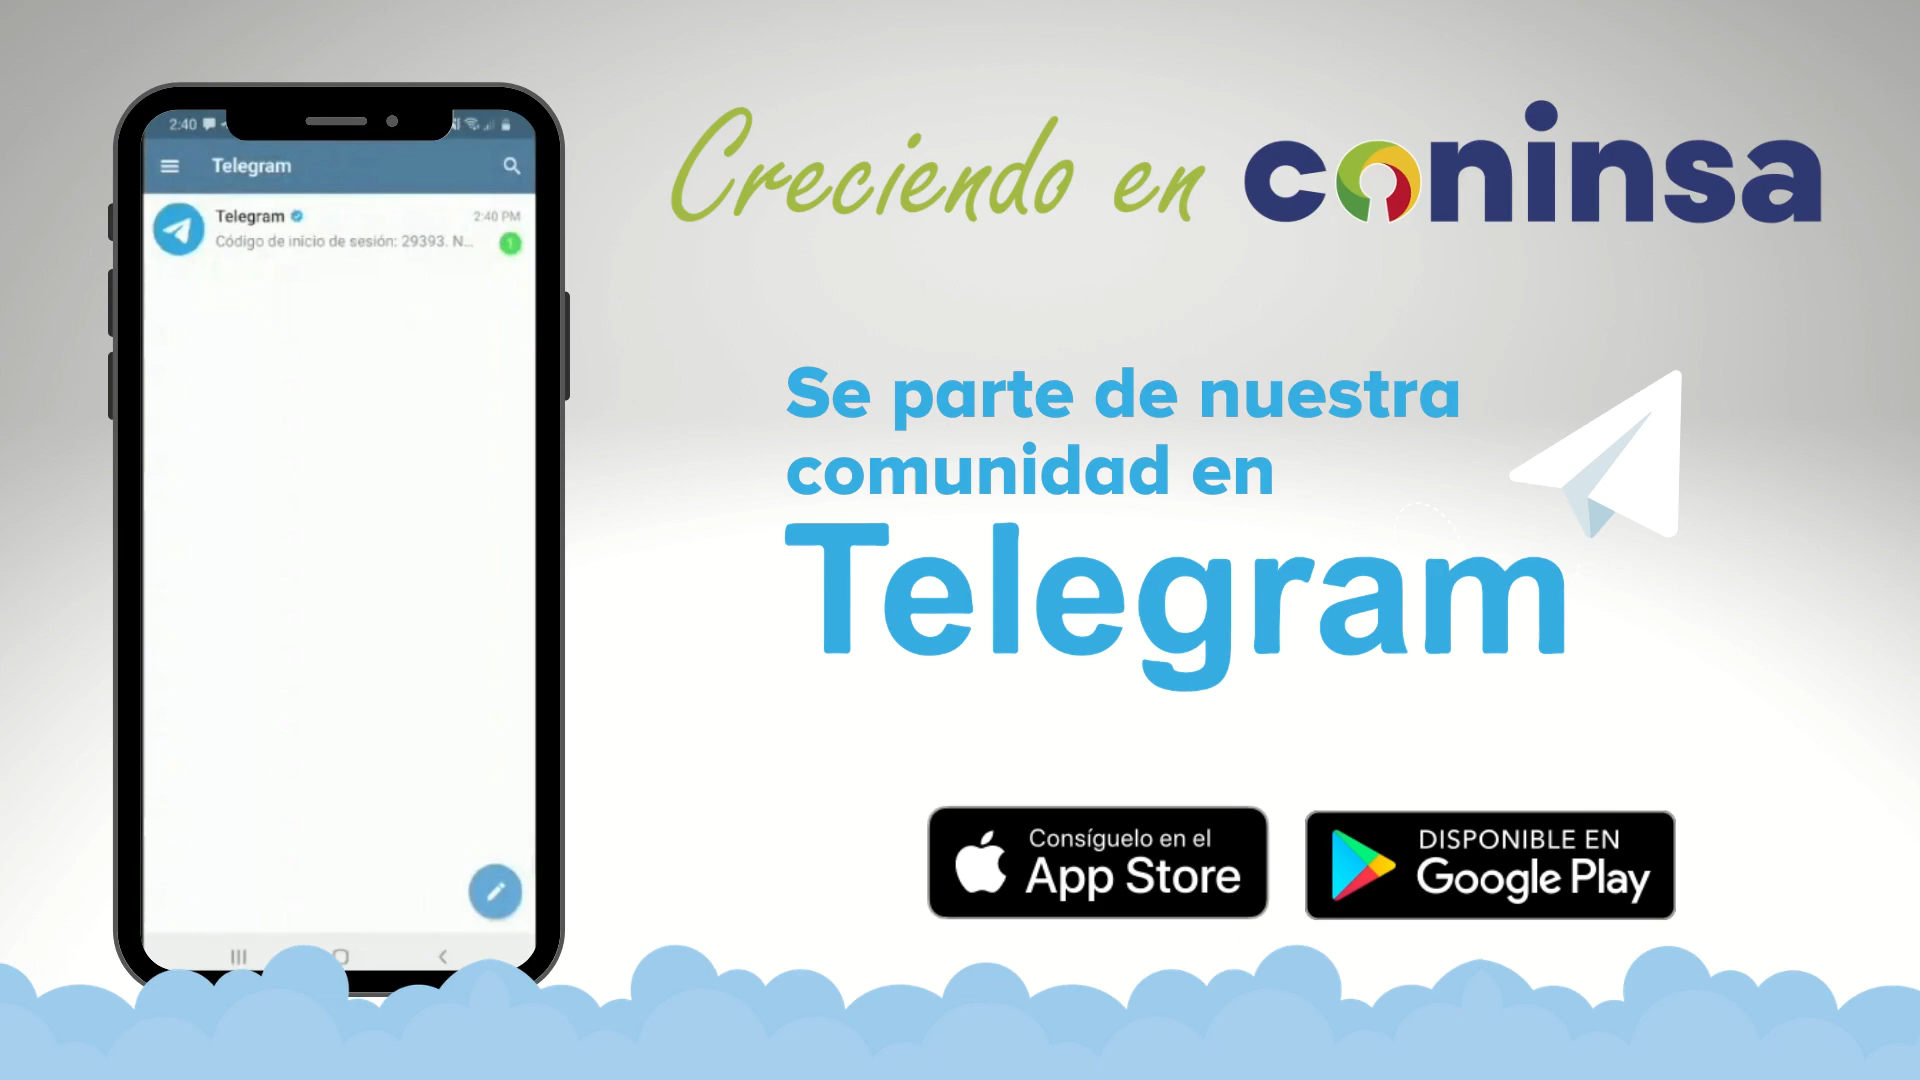 2:40
Telegram
Telegram
2:40 PM
Código de inicio de sesión: 29393. N...
1
Creciendo en coninsa
Se parte de nuestra
comunidad en
Telegram
Consíguelo en el
App Store
DISPONIBLE EN
Google Play